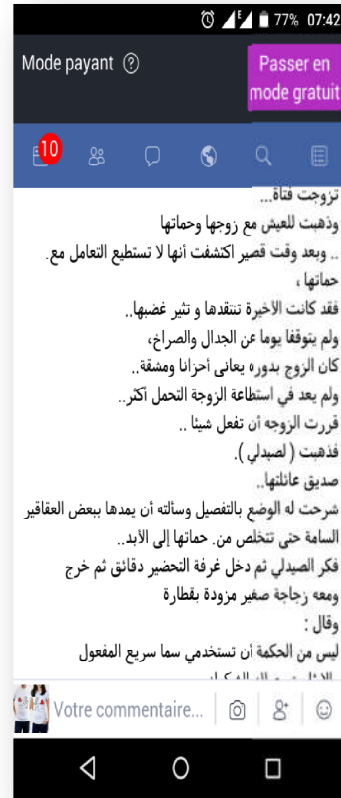 77% 07:42
Mode payant ?
Passer en
mode gratuit
10
تزوجت فتاة...
وذهبت للعيش مع زوجها وحماتها
.. وبعد وقت قصير اكتشفت أنها لا تستطيع التعامل مع.
حماتها ،
فقد كانت الأخيرة تنتقدها و تثير غضبها..
ولم يتوقفا يوما عن الجدال والصراخ،
كان الزوج بدوره يعانى أحزانا ومشقة..
ولم يعد في استطاعة الزوجة التحمل أكثر..
قررت الزوجه أن تفعل شيئا ..
فذهبت ( لصيدلي ).
صديق عائلتها..
شرحت له الوضع بالتفصيل وسألته أن يمدها ببعض العقاقير
السامة حتى تتخلص من. حماتها إلى الأبد..
فكر الصيدلي ثم دخل غرفة التحضير دقائق ثم خرج
ومعه زجاجة صغير مزودة بقطارة
وقال :
ليس من الحكمة أن تستخدمي سما سريع المفعول
Votre commentaire...